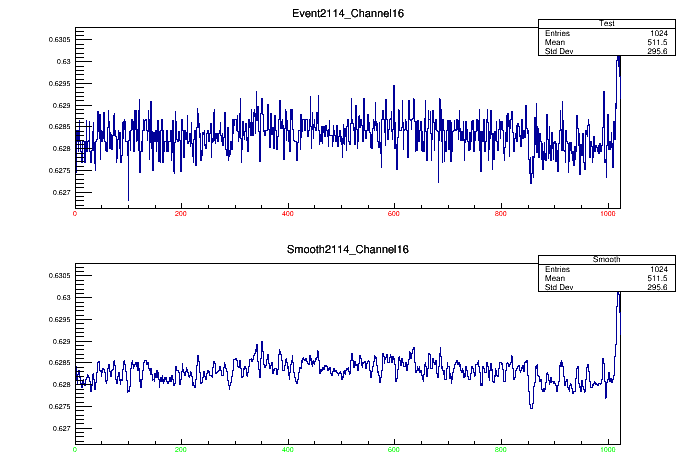 Event2114_Channel16
Test
Entries 1024
Mean 511.5
Std Dev 295.6
0.6305
0.63
0.6295
0.629
0.6285
0.628
0.6275
0.627
0 200 400 600 800 1000
Smooth2114_Channel16
Smooth
Entries 1024
Mean 511.5
Std Dev 295.6
0.6305
0.63
0.6295
0.629
0.6285
0.628
0.6275
0.627
0 200 400 600 800 1000